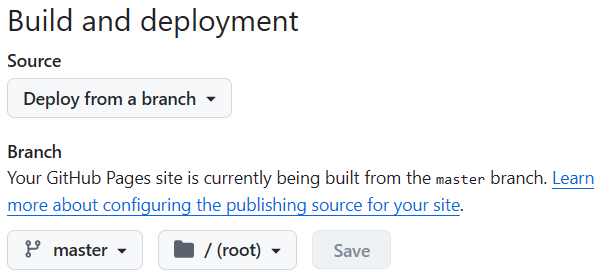 Build and deployment
Source
Deploy from a branch
Branch
Your GitHub Pages site is currently being built from the master branch. Learn
more about configuring the publishing source for your site.
master / (root) Save